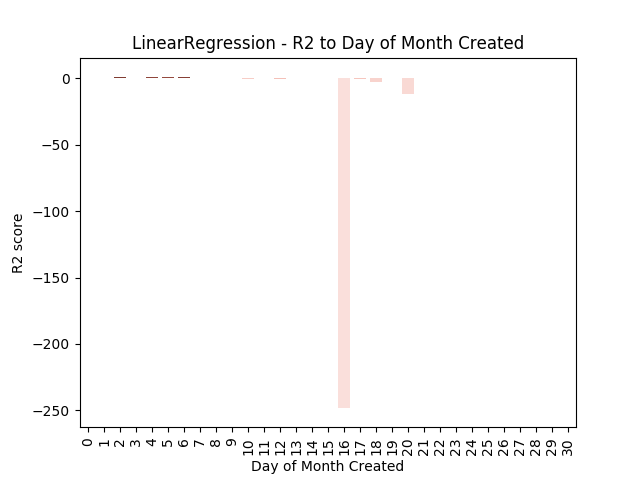 LinearRegression - R2 to Day of Month Created
R2 score
0
−50
−100
−150
−200
−250
0 1 2 3 4 5 6 7 8 9 10 11 12 13 14 15 16 17 18 19 20 21 22 23 24 25 26 27 28 29 30
Day of Month Created